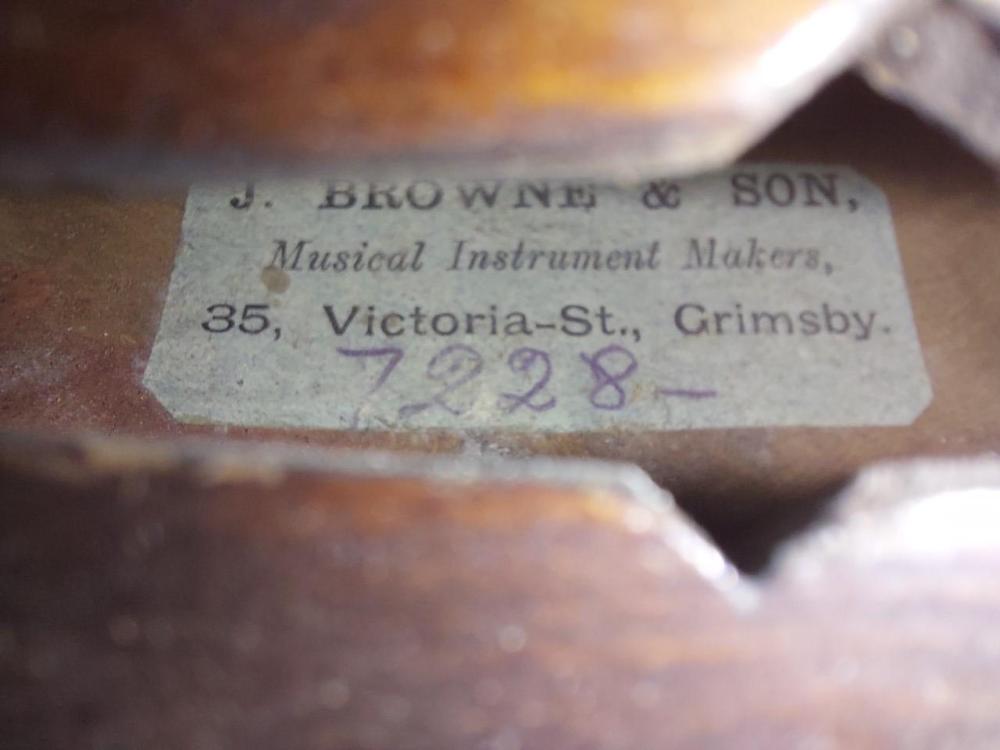 J. BROWNE & SON,
Musical Instrument Makers,
35, Victoria-St., Grimsby.
7228-